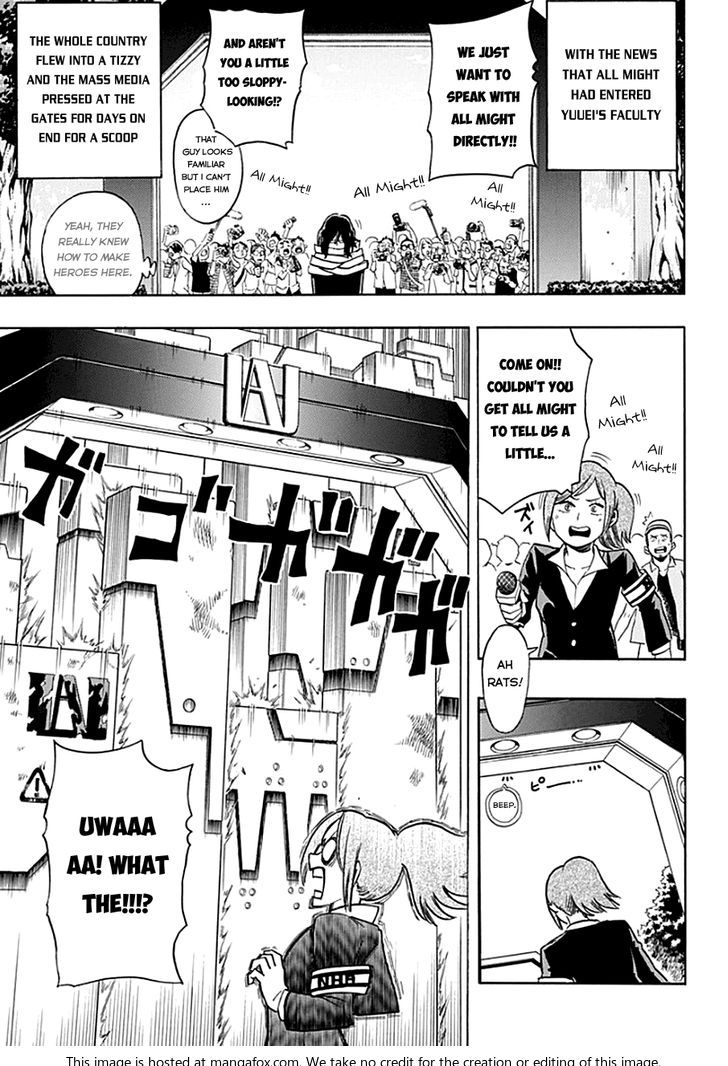 WITH THE NEWS
THAT ALL MIGHT
HAD ENTERED
YUUEI'S FACULTY
WE JUST
WANT TO
SPEAK WITH
ALL MIGHT
DIRECTLY!!
AND AREN'T
YOU A LITTLE
TOO SLOPPY-
LOOKING!?
THE WHOLE COUNTRY
FLEW INTO A TIZZY
AND THE MASS MEDIA
PRESSED AT THE
GATES FOR DAYS ON
END FOR A SCOOP
All
Might!!
All Might!!
All Might!!
THAT
GUY LOOKS
FAMILIAR
BUT I CAN'T
PLACE HIM
...
YEAH, THEY
REALLY KNEW
HOW TO MAKE
HEROES HERE.
COME ON!!
COULDN'T YOU
GET ALL MIGHT
TO TELL US A
LITTLE...
All
Might!!
All
Might!!
ズイ
AH
RATS!
BEEP.
ピー
UA
ガゴガガガ
UA
UWAAA
AA! WHAT
THE!!!?
NHA
This image is hosted at mangafox.com. We take no credit for the creation or editing of this image.